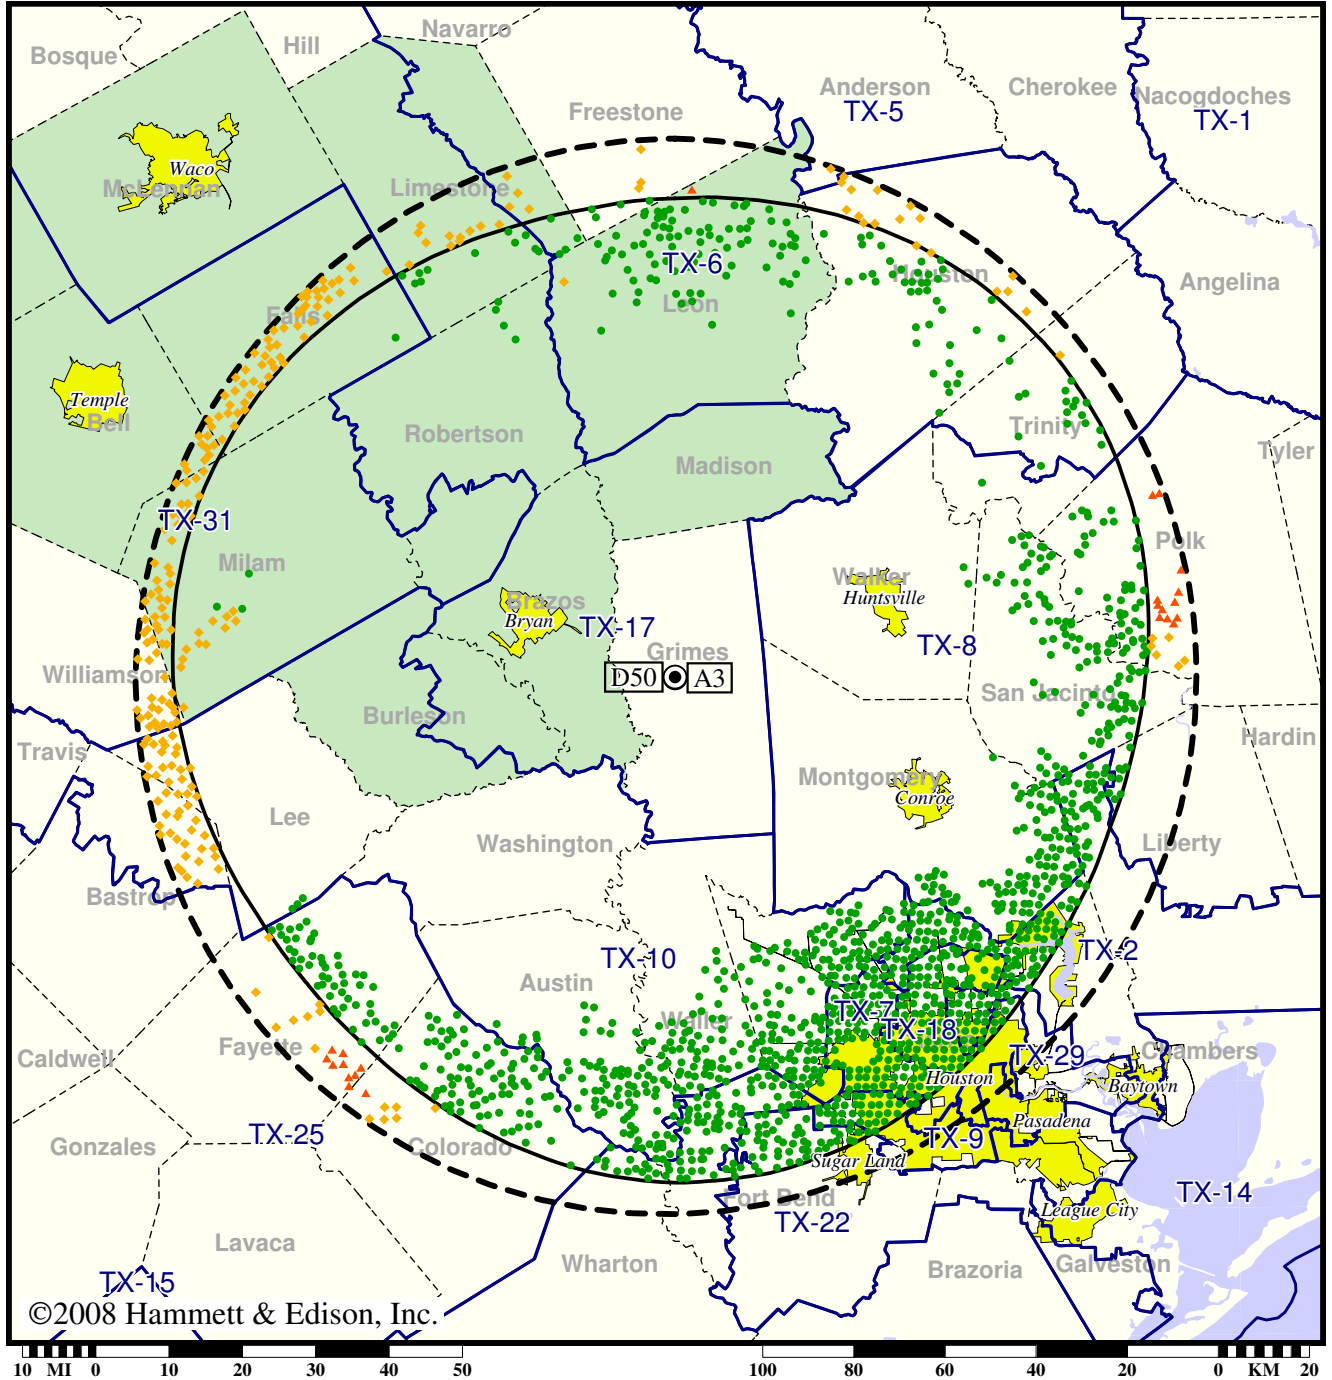 Navarro
Hill
Bosque
Anderson
Cherokee
Nacogdoches
TX-5
TX-1
Freestone
Waco
McLennan
Limestone
TX-6
Houston
Angelina
Leon
Falls
Temple
Bell
Robertson
Trinity
Tyler
Madison
TX-31
Polk
Milam
Walker
Huntsville
Brazos
Bryan
TX-17
TX-8
Grimes
Williamson
D50
A3
San Jacinto
Burleson
Travis
Hardin
Montgomery
Conroe
Lee
Washington
Liberty
Bastrop
TX-10
TX-2
Austin
TX-7
Waller
TX-18
Fayette
Caldwell
TX-29
Chambers
Houston
Baytown
Pasadena
TX-25
TX-9
Gonzales
Colorado
Sugar Land
Fort Bend
TX-14
League City
TX-22
Lavaca
Wharton
Brazoria
Galveston
TX-15
©2008 Hammett & Edison, Inc.
10 MI 0 10 20 30 40 50
100 80 60 40 20 0 KM 20